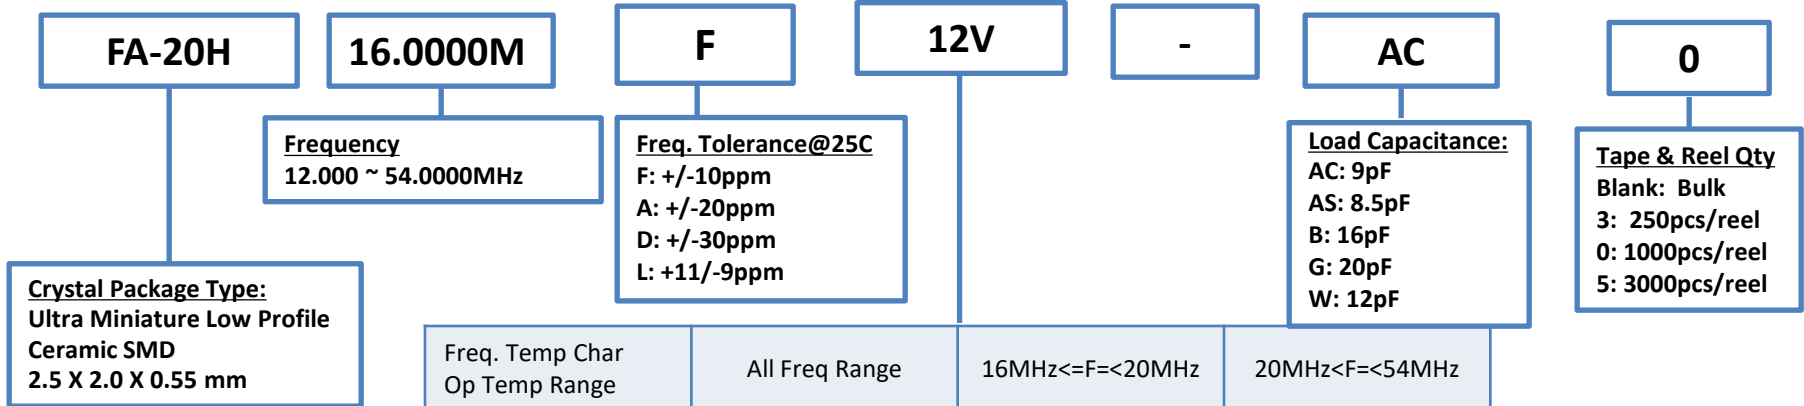 FA-20H
16.0000M
F
12V
-
AC
0
Frequency
12.000 ~ 54.0000MHz
Freq. Tolerance@25C
F: +/-10ppm
A: +/-20ppm
D: +/-30ppm
L: +11/-9ppm
Load Capacitance:
AC: 9pF
AS: 8.5pF
B: 16pF
G: 20pF
W: 12pF
Tape & Reel Qty
Blank: Bulk
3: 250pcs/reel
0: 1000pcs/reel
5: 3000pcs/reel
Crystal Package Type:
Ultra Miniature Low Profile
Ceramic SMD
2.5 X 2.0 X 0.55 mm
Freq. Temp Char
Op Temp Range
All Freq Range
16MHz<=F=<20MHz
20MHz<F=<54MHz